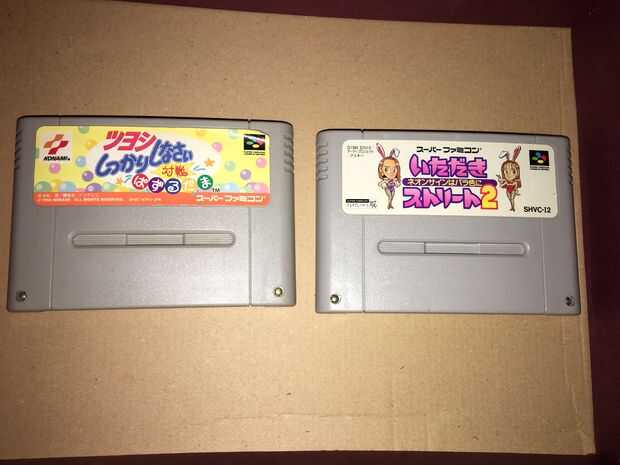 KONAMI
ツヨシ
しっかりしなさい
対戦
ぱずるだま
TM
スーパーファミコン
スーパーファミコン
いただき
ネオンサインはバラ色に
ストリート2
SHVC-I2